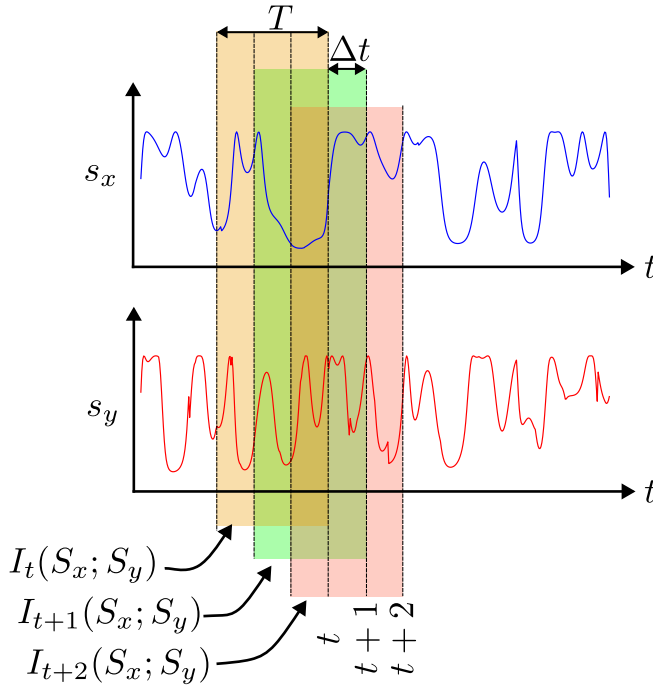 T
Δt
s_x
t
s_y
t
I_t(S_x; S_y)
I_{t+1}(S_x; S_y)
I_{t+2}(S_x; S_y)
t
t + 1
t + 2